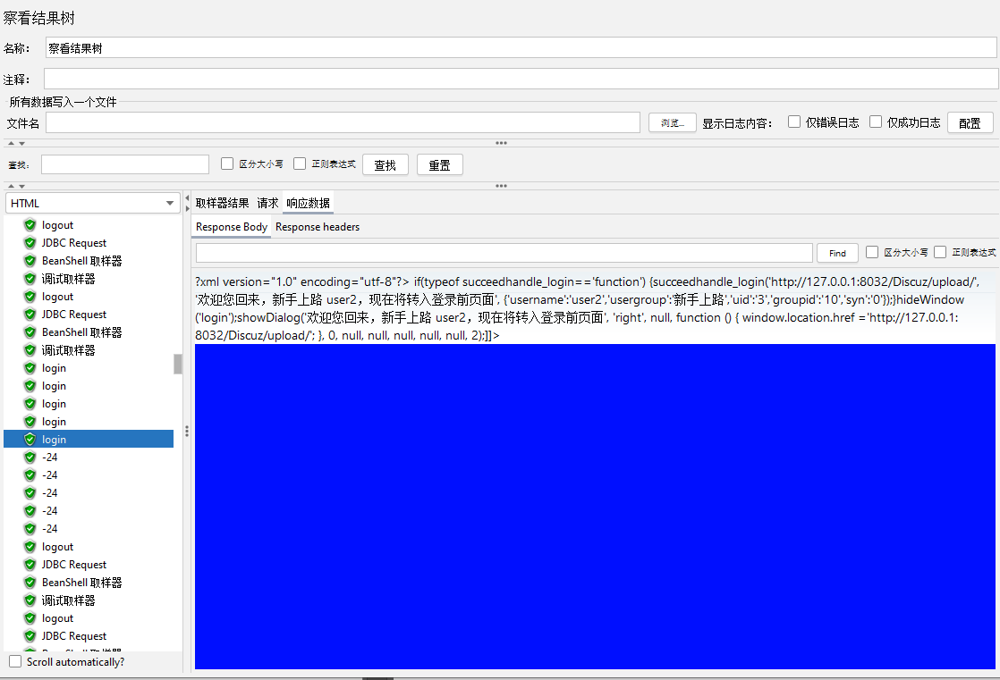 察看结果树
名称： 察看结果树
注释：
所有数据写入一个文件
文件名 浏览... 显示日志内容： 仅错误日志 仅成功日志 配置
查找: 区分大小写 正则表达式 查找 重置
HTML
取样器结果 请求 响应数据
Response Body Response headers
Find 区分大小写 正则表达式
?xml version="1.0" encoding="utf-8"?> if(typeof succeedhandle_login=='function') {succeedhandle_login('http://127.0.0.1:8032/Discuz/upload/',
'欢迎您回来，新手上路 user2，现在将转入登录前页面', {'username':'user2','usergroup':'新手上路','uid':'3','groupid':'10','syn':'0'});}hideWindow
('login');showDialog('欢迎您回来，新手上路 user2，现在将转入登录前页面', 'right', null, function () { window.location.href ='http://127.0.0.1:
8032/Discuz/upload/'; }, 0, null, null, null, null, null, 2);]]>
logout
JDBC Request
BeanShell 取样器
调试取样器
logout
JDBC Request
BeanShell 取样器
调试取样器
login
login
login
login
login
-24
-24
-24
-24
-24
logout
JDBC Request
BeanShell 取样器
调试取样器
logout
JDBC Request
BeanShell 取样器
Scroll automatically?